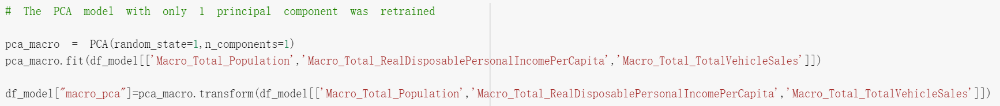 # The PCA model with only 1 principal component was retrained
pca_macro = PCA(random_state=1,n_components=1)
pca_macro.fit(df_model[['Macro_Total_Population','Macro_Total_RealDisposablePersonalIncomePerCapita','Macro_Total_TotalVehicleSales']])
df_model["macro_pca"]=pca_macro.transform(df_model[['Macro_Total_Population','Macro_Total_RealDisposablePersonalIncomePerCapita','Macro_Total_TotalVehicleSales']])